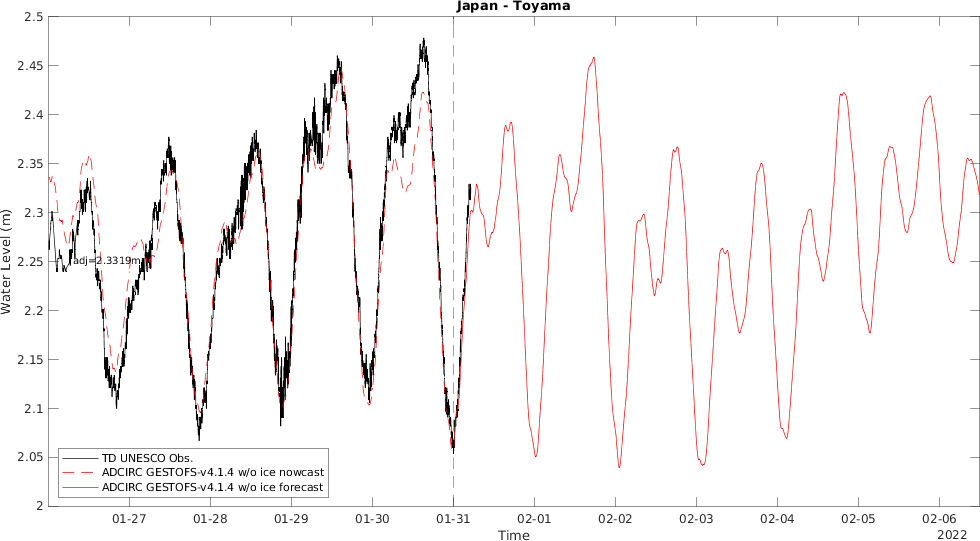 Japan - Toyama
2.5
2.45
2.4
2.35
2.3
2.25
2.2
2.15
2.1
2.05
2
Water Level (m)
adj=2.3319m
TD UNESCO Obs.
ADCIRC GESTOFS-v4.1.4 w/o ice nowcast
ADCIRC GESTOFS-v4.1.4 w/o ice forecast
01-27 01-28 01-29 01-30 01-31 02-01 02-02 02-03 02-04 02-05 02-06
Time
2022